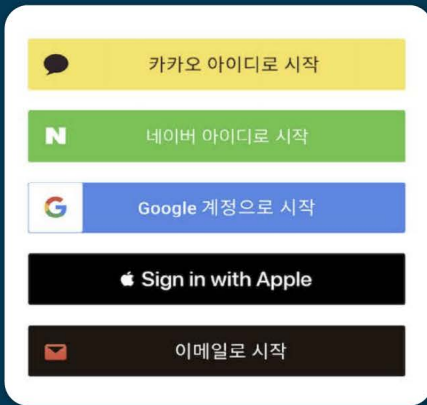 카카오 아이디로 시작
N 네이버 아이디로 시작
G Google 계정으로 시작
Sign in with Apple
이메일로 시작